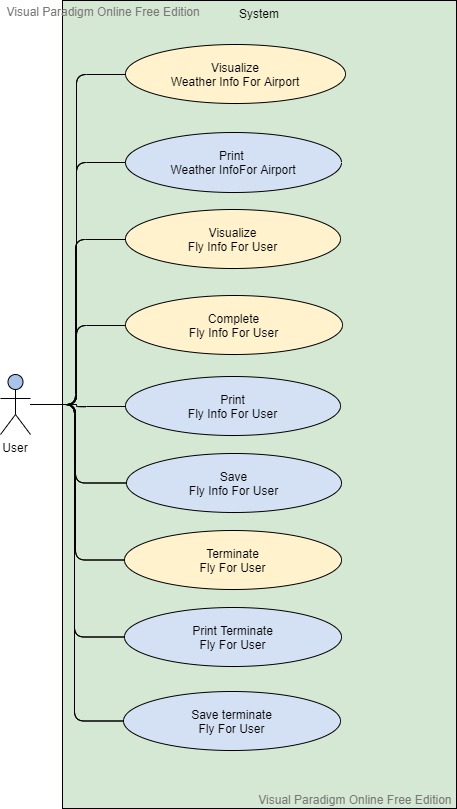 Visual Paradigm Online Free Edition
System
Visualize
Weather Info For Airport
Print
Weather InfoFor Airport
Visualize
Fly Info For User
Complete
Fly Info For User
Print
Fly Info For User
User
Save
Fly Info For User
Terminate
Fly For User
Print Terminate
Fly For User
Save terminate
Fly For User
Visual Paradigm Online Free Edition